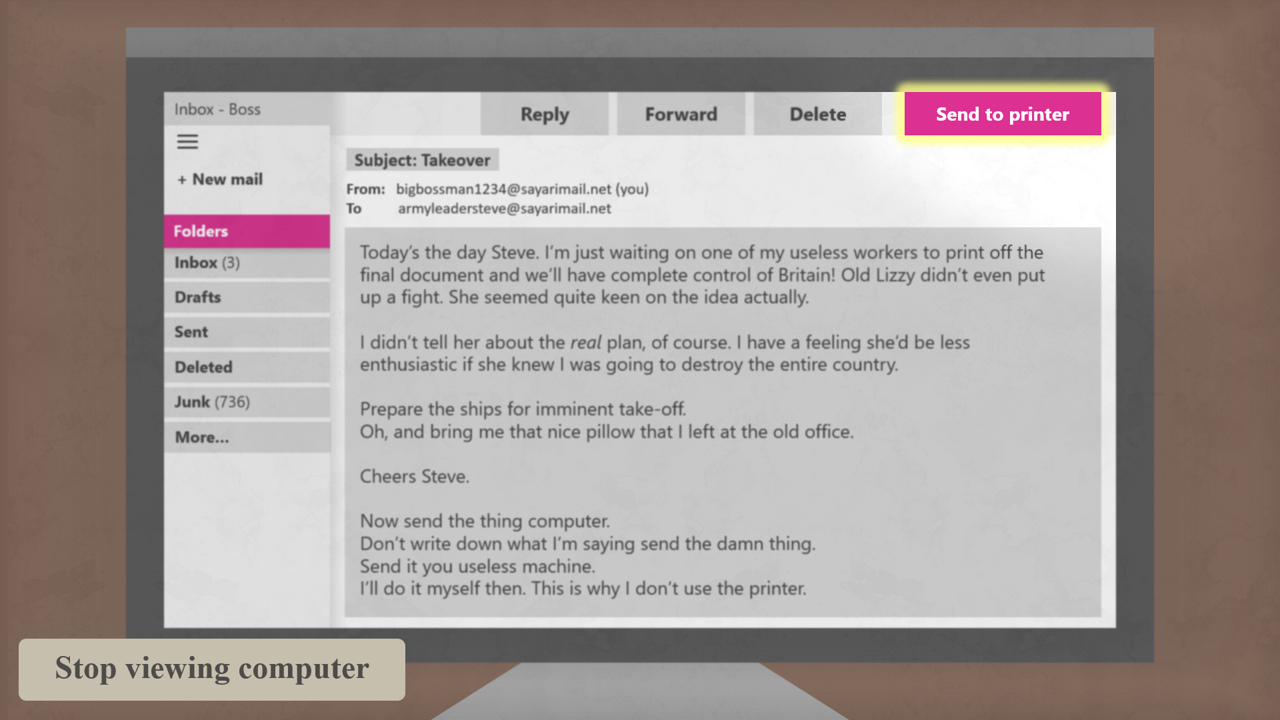 Inbox - Boss
+ New mail
Folders
Inbox (3)
Drafts
Sent
Deleted
Junk (736)
More...
Reply
Forward
Delete
Send to printer
Subject: Takeover
From: bigbossman1234@sayarimail.net (you)
To armyleadersteve@sayarimail.net
Today's the day Steve. I'm just waiting on one of my useless workers to print off the
final document and we'll have complete control of Britain! Old Lizzy didn't even put
up a fight. She seemed quite keen on the idea actually.
I didn't tell her about the real plan, of course. I have a feeling she'd be less
enthusiastic if she knew I was going to destroy the entire country.
Prepare the ships for imminent take-off.
Oh, and bring me that nice pillow that I left at the old office.
Cheers Steve.
Now send the thing computer.
Don't write down what I'm saying send the damn thing.
Send it you useless machine.
I'll do it myself then. This is why I don't use the printer.
Stop viewing computer